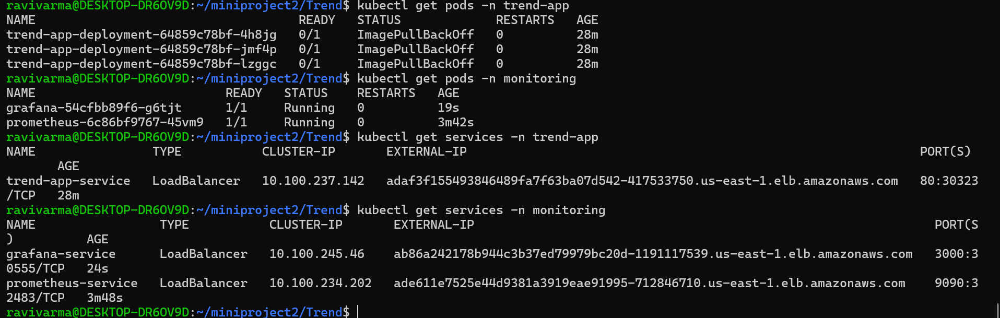 ravivarma@DESKTOP-DR6OV9D:~/miniproject2/Trend$ kubectl get pods -n trend-app
NAME                                    READY   STATUS             RESTARTS   AGE
trend-app-deployment-64859c78bf-4h8jg   0/1     ImagePullBackOff   0          28m
trend-app-deployment-64859c78bf-jmf4p   0/1     ImagePullBackOff   0          28m
trend-app-deployment-64859c78bf-lzggc   0/1     ImagePullBackOff   0          28m
ravivarma@DESKTOP-DR6OV9D:~/miniproject2/Trend$ kubectl get pods -n monitoring
NAME                          READY   STATUS    RESTARTS   AGE
grafana-54cfbb89f6-g6tjt      1/1     Running   0          19s
prometheus-6c86bf9767-45vm9   1/1     Running   0          3m42s
ravivarma@DESKTOP-DR6OV9D:~/miniproject2/Trend$ kubectl get services -n trend-app
NAME                TYPE           CLUSTER-IP       EXTERNAL-IP                                                              PORT(S)
       AGE
trend-app-service   LoadBalancer   10.100.237.142   adaf3f155493846489fa7f63ba07d542-417533750.us-east-1.elb.amazonaws.com   80:30323
/TCP   28m
ravivarma@DESKTOP-DR6OV9D:~/miniproject2/Trend$ kubectl get services -n monitoring
NAME                 TYPE           CLUSTER-IP       EXTERNAL-IP                                                               PORT(S
)          AGE
grafana-service      LoadBalancer   10.100.245.46    ab86a242178b944c3b37ed79979bc20d-1191117539.us-east-1.elb.amazonaws.com   3000:3
0555/TCP   24s
prometheus-service   LoadBalancer   10.100.234.202   ade611e7525e44d9381a3919eae91995-712846710.us-east-1.elb.amazonaws.com    9090:3
2483/TCP   3m48s
ravivarma@DESKTOP-DR6OV9D:~/miniproject2/Trend$